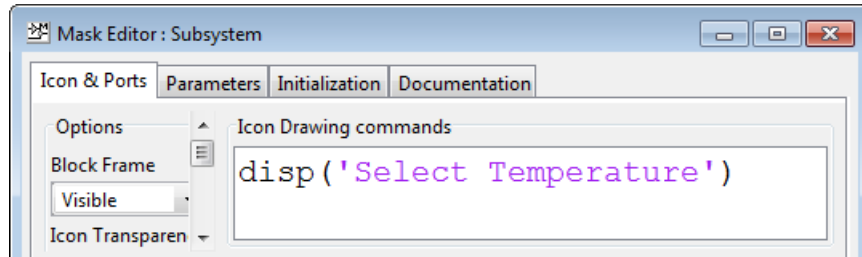 Mask Editor : Subsystem
Icon & Ports Parameters Initialization Documentation
Options
Block Frame
Visible
Icon Transparen
Icon Drawing commands
disp('Select Temperature')